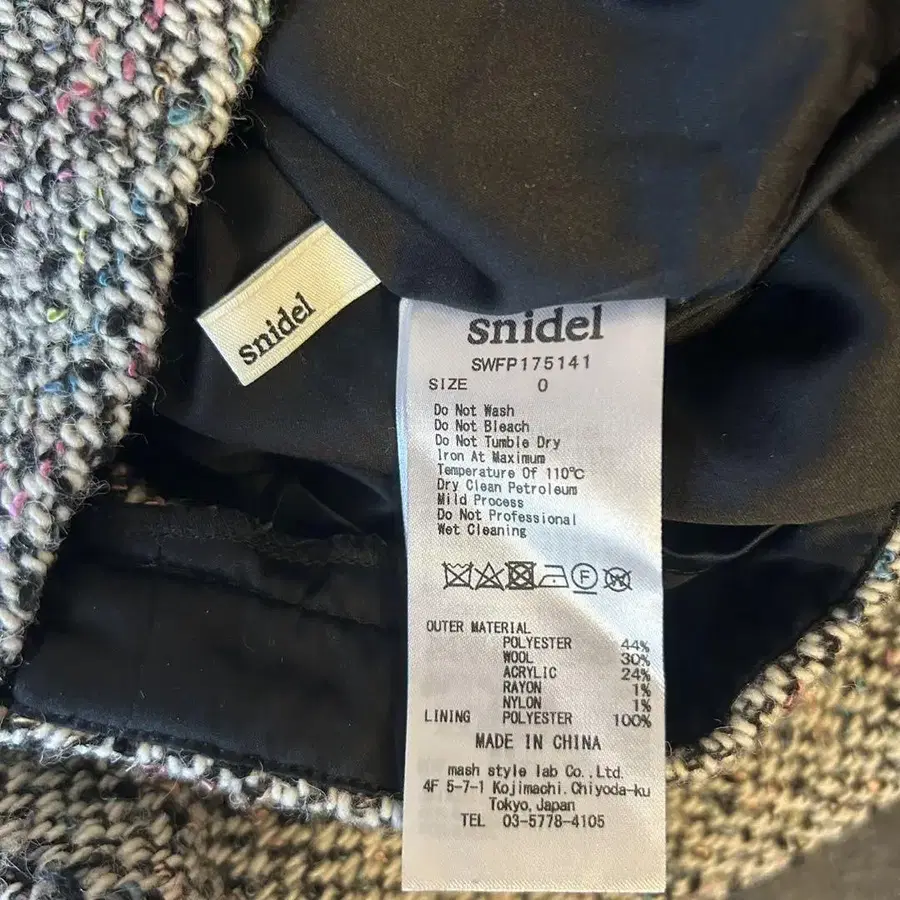 snidel
snidel
SWFP175141
SIZE 0
Do Not Wash
Do Not Bleach
Do Not Tumble Dry
Iron At Maximum
Temperature Of 110℃
Dry Clean Petroleum
Mild Process
Do Not Professional
Wet Cleaning
F
W
OUTER MATERIAL
POLYESTER 44%
WOOL 30%
ACRYLIC 24%
RAYON 1%
NYLON 1%
LINING POLYESTER 100%
MADE IN CHINA
mash style lab Co.,Ltd.
4F 5-7-1 Kojimachi.Chiyoda-ku
Tokyo,Japan
TEL 03-5778-4105